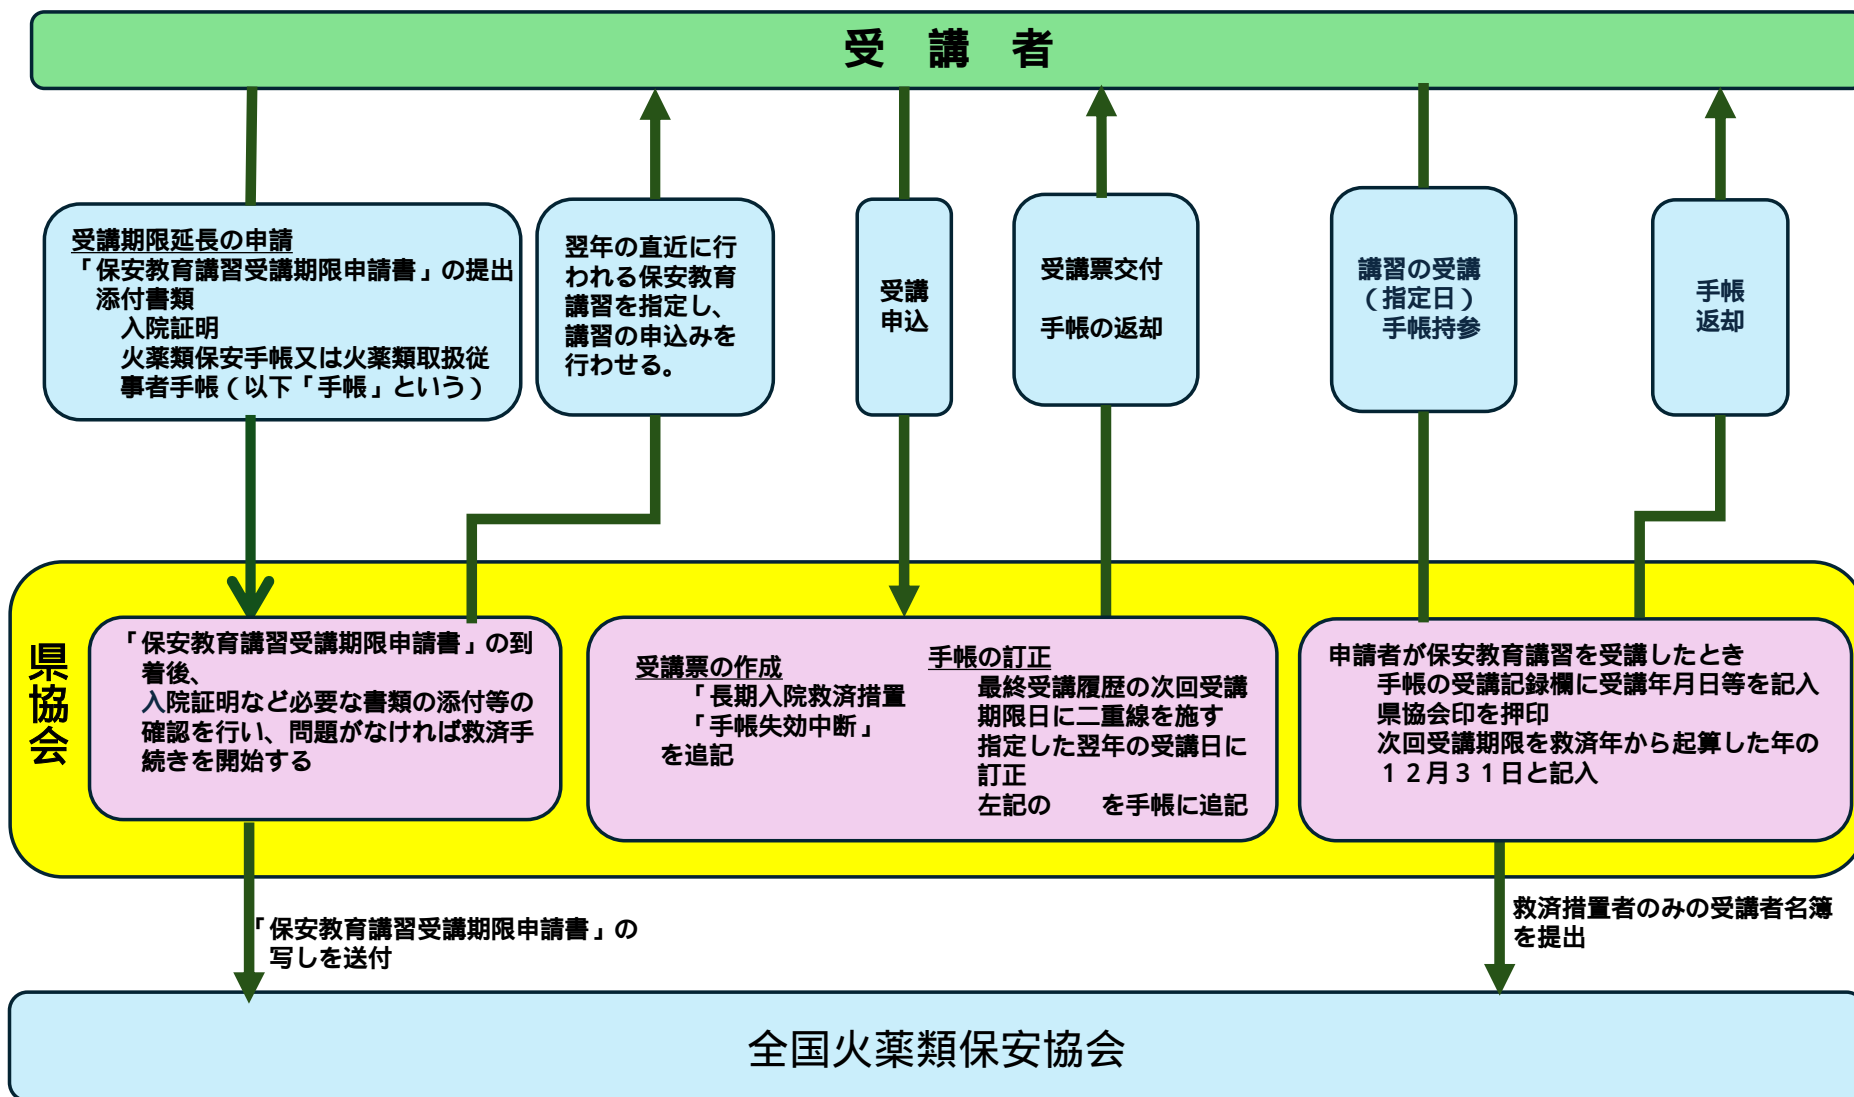 受 講 者
受講期限延長の申請
「保安教育講習受講期限申請書」の提出
添付書類
入院証明
火薬類保安手帳又は火薬類取扱従
事者手帳(以下「手帳」という)
翌年の直近に行
われる保安教育
講習を指定し、
講習の申込みを
行わせる。
受講
申込
受講票交付
手帳の返却
講習の受講
(指定日)
手帳持参
手帳
返却
県協会
「保安教育講習受講期限申請書」の到
着後、
入院証明など必要な書類の添付等の
確認を行い、問題がなければ救済手
続きを開始する
受講票の作成
「長期入院救済措置
「手帳失効中断」
を追記
手帳の訂正
最終受講履歴の次回受講
期限日に二重線を施す
指定した翌年の受講日に
訂正
左記の  を手帳に追記
申請者が保安教育講習を受講したとき
手帳の受講記録欄に受講年月日等を記入
県協会印を押印
次回受講期限を救済年から起算した年の
12月31日と記入
「保安教育講習受講期限申請書」の
写しを送付
救済措置者のみの受講者名簿
を提出
全国火薬類保安協会